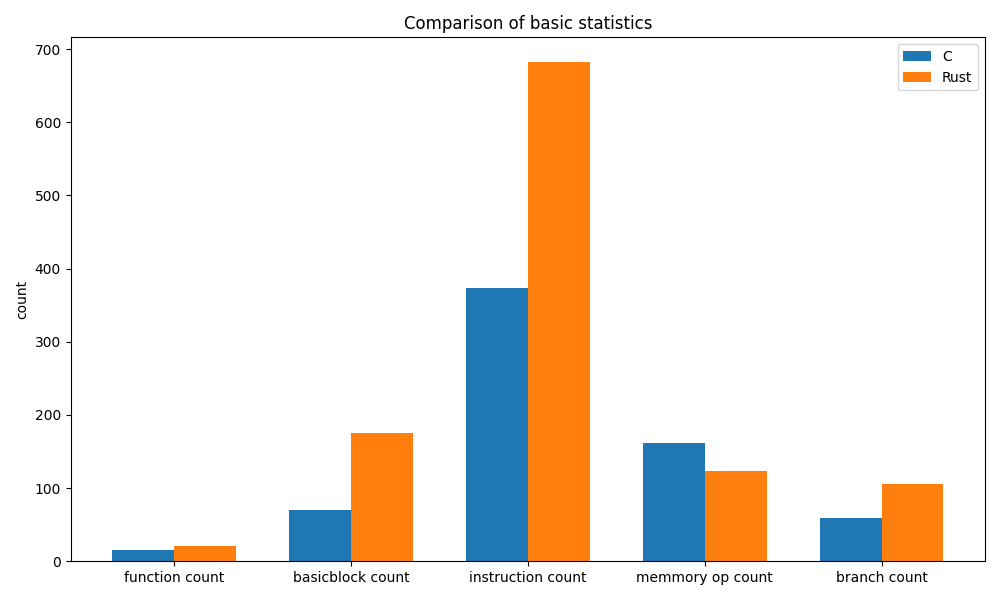 Comparison of basic statistics
C
Rust
count
700
600
500
400
300
200
100
0
function count
basicblock count
instruction count
memmory op count
branch count